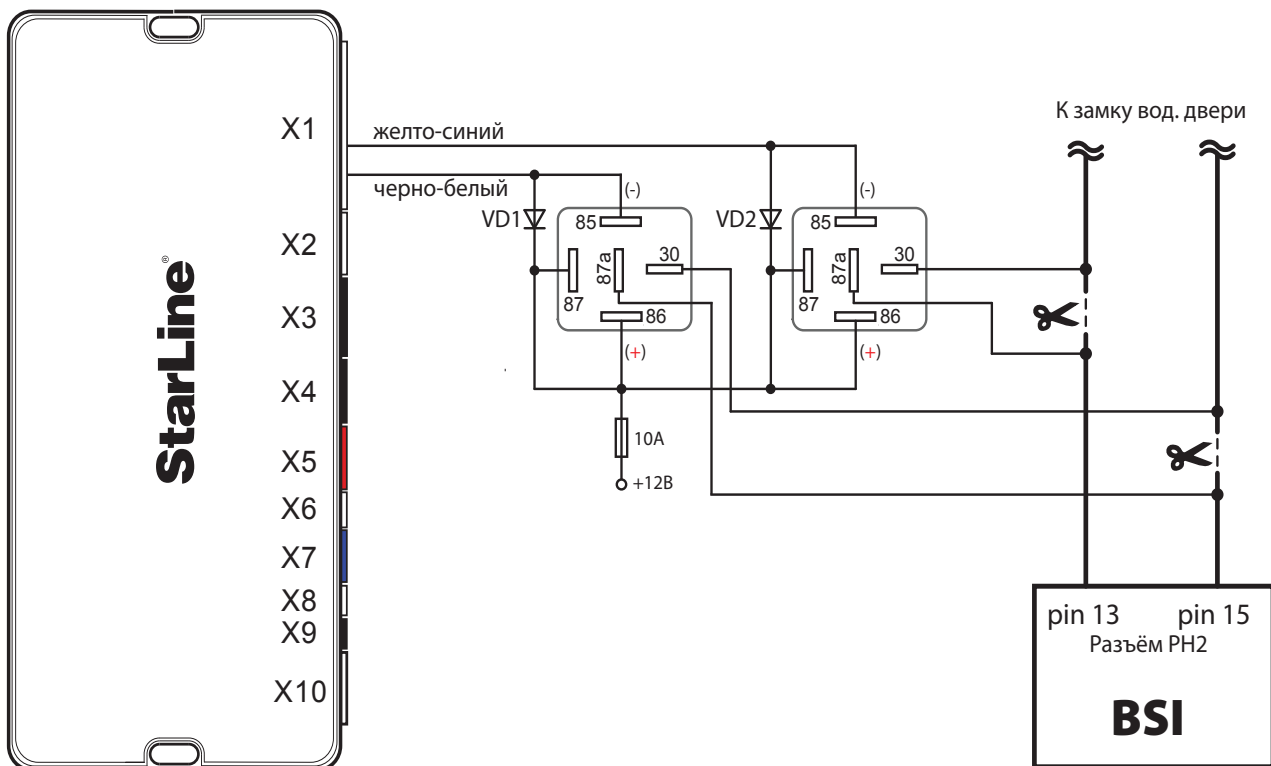 StarLine®
X1
X2
X3
X4
X5
X6
X7
X8
X9
X10
желто-синий
черно-белый
VD1
(-)
85
87
87a
30
86
(+)
VD2
(-)
85
87
87a
30
86
(+)
10А
+12В
К замку вод. двери
pin 13
pin 15
Разъём PH2
BSI